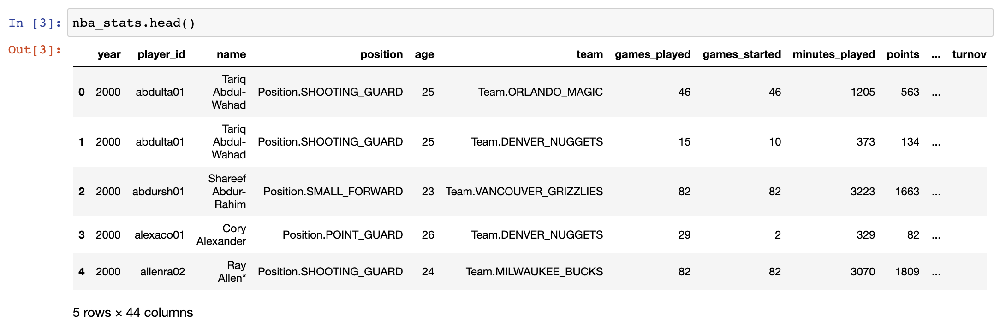 In [3]: nba_stats.head()
Out[3]:
year player_id name position age team games_played games_started minutes_played points ... turnov
0 2000 abdulta01 Tariq Abdul-Wahad Position.SHOOTING_GUARD 25 Team.ORLANDO_MAGIC 46 46 1205 563 ...
1 2000 abdulta01 Tariq Abdul-Wahad Position.SHOOTING_GUARD 25 Team.DENVER_NUGGETS 15 10 373 134 ...
2 2000 abdursh01 Shareef Abdur-Rahim Position.SMALL_FORWARD 23 Team.VANCOUVER_GRIZZLIES 82 82 3223 1663 ...
3 2000 alexaco01 Cory Alexander Position.POINT_GUARD 26 Team.DENVER_NUGGETS 29 2 329 82 ...
4 2000 allenra02 Ray Allen* Position.SHOOTING_GUARD 24 Team.MILWAUKEE_BUCKS 82 82 3070 1809 ...
5 rows × 44 columns